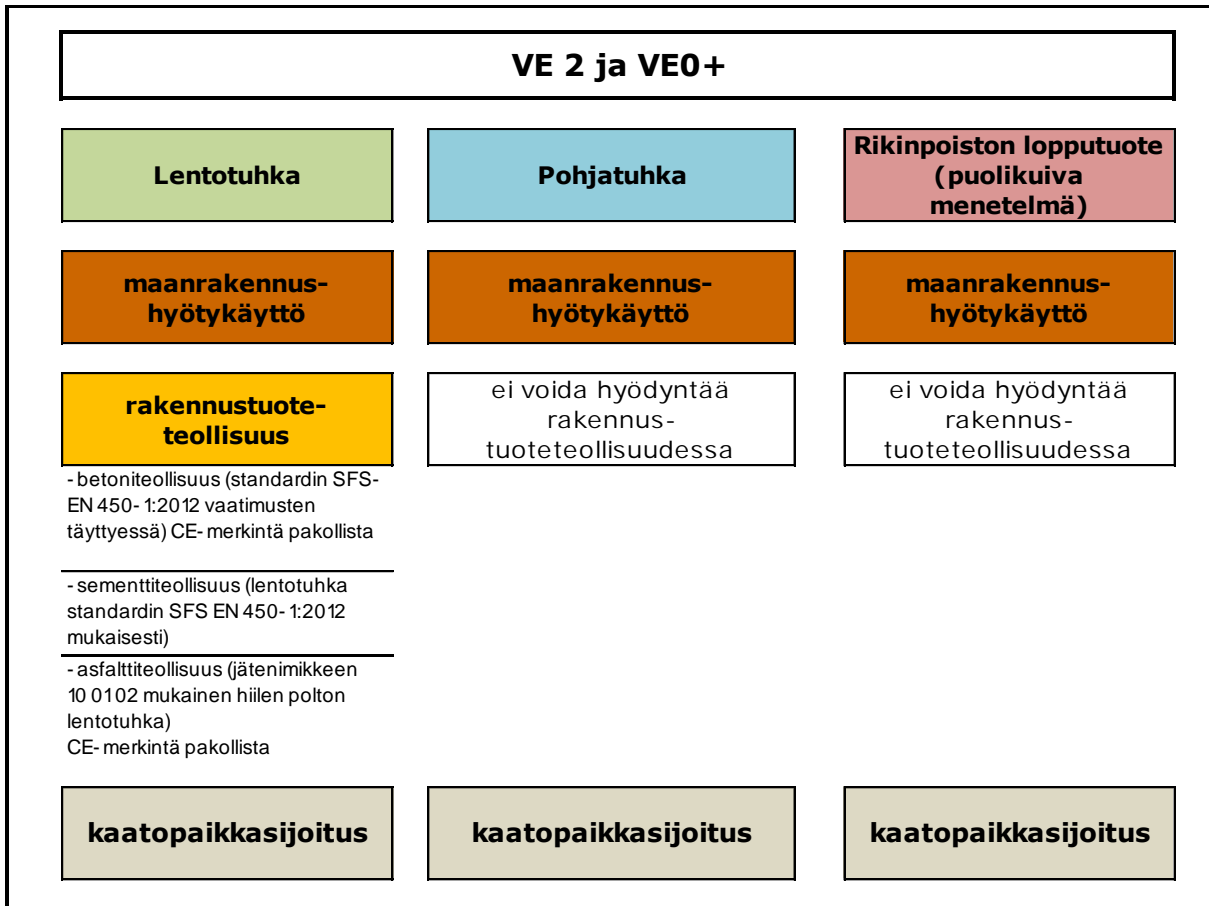 VE 2 ja VE0+
Lentotuhka
Pohjatuhka
Rikinpoiston lopputuote
(puolikuiva
menetelmä)
maanrakennus-
hyötykäyttö
maanrakennus-
hyötykäyttö
maanrakennus-
hyötykäyttö
rakennustuote-
teollisuus
ei voida hyödyntää
rakennus-
tuoteteollisuudessa
ei voida hyödyntää
rakennus-
tuoteteollisuudessa
- betoniteollisuus (standardin SFS-
EN 450-1:2012 vaatimusten
täyttyessä) CE-merkintä pakollista
- sementtiteollisuus (lentotuhka
standardin SFS EN 450-1:2012
mukaisesti)
- asfalttiteollisuus (jätenimikkeen
10 0102 mukainen hiilen polton
lentotuhka)
CE-merkintä pakollista
kaatopaikkasijoitus
kaatopaikkasijoitus
kaatopaikkasijoitus